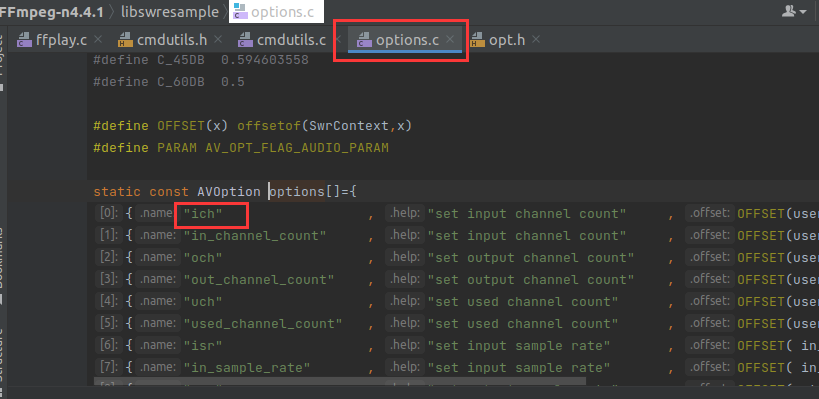 FFmpeg-n4.4.1 › libswresample › options.c
ffplay.c × cmdutils.h × cmdutils.c × options.c × opt.h ×
#define C_45DB 0.594603558
#define C_60DB 0.5
#define OFFSET(x) offsetof(SwrContext,x)
#define PARAM AV_OPT_FLAG_AUDIO_PARAM
static const AVOption options[]={
[0]: { .name: "ich" , .help: "set input channel count" , .offset: OFFSET(use
[1]: { .name: "in_channel_count" , .help: "set input channel count" , .offset: OFFSET(use
[2]: { .name: "och" , .help: "set output channel count" , .offset: OFFSET(use
[3]: { .name: "out_channel_count" , .help: "set output channel count" , .offset: OFFSET(use
[4]: { .name: "uch" , .help: "set used channel count" , .offset: OFFSET(use
[5]: { .name: "used_channel_count" , .help: "set used channel count" , .offset: OFFSET(use
[6]: { .name: "isr" , .help: "set input sample rate" , .offset: OFFSET( in_
[7]: { .name: "in_sample_rate" , .help: "set input sample rate" , .offset: OFFSET( in_